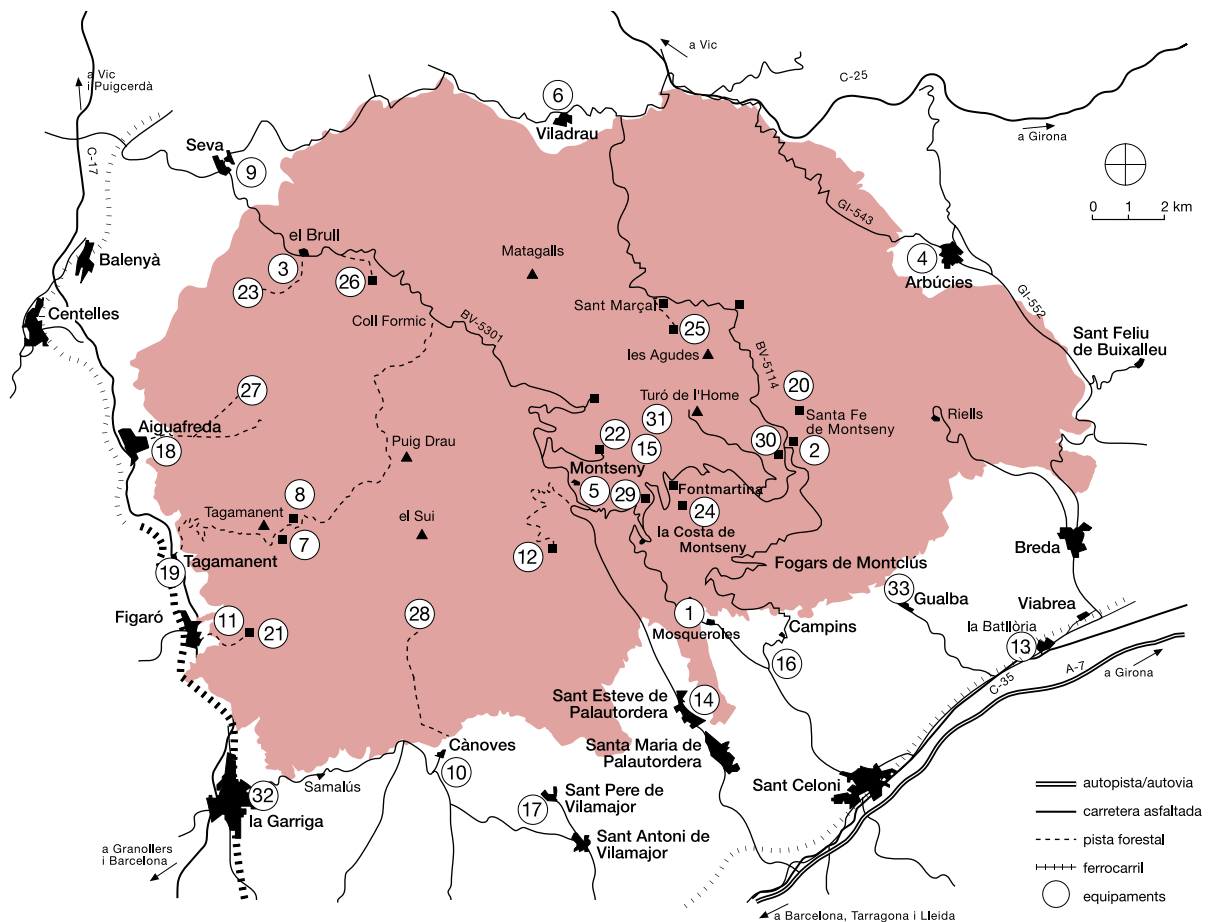 a Vic
a Vic
i Puigcerdà
C-25
6
Viladrau
a Girona
C-17
Seva
9
0 1 2 km
GI-543
el Brull
Matagalls
4
Arbúcies
Balenyà
3
26
23
Sant Marçal
GI-552
Centelles
Coll Formic
BV-5301
25
les Agudes
BV-5114
Sant Feliu
de Buixalleu
27
20
Turó de l'Home
31
Santa Fe
de Montseny
Riells
Aiguafreda
18
Puig Drau
22
15
30
2
Montseny
5
29
Fontmartina
24
8
Tagamanent
el Sui
la Costa de
Montseny
7
12
Breda
Tagamanent
19
Fogars de Montclús
33
Gualba
Viabrea
Figaró
11
21
28
1
Mosqueroles
Campins
la Batllòria
13
16
C-35
A-7
a Girona
Sant Esteve de
Palautordera
14
Santa Maria de
Palautordera
Cànoves
10
Samalús
32
la Garriga
Sant Pere de
Vilamajor
17
Sant Antoni de
Vilamajor
Sant Celoni
a Granollers
i Barcelona
a Barcelona, Tarragona i Lleida
autopista/autovia
carretera asfaltada
pista forestal
ferrocarril
equipaments